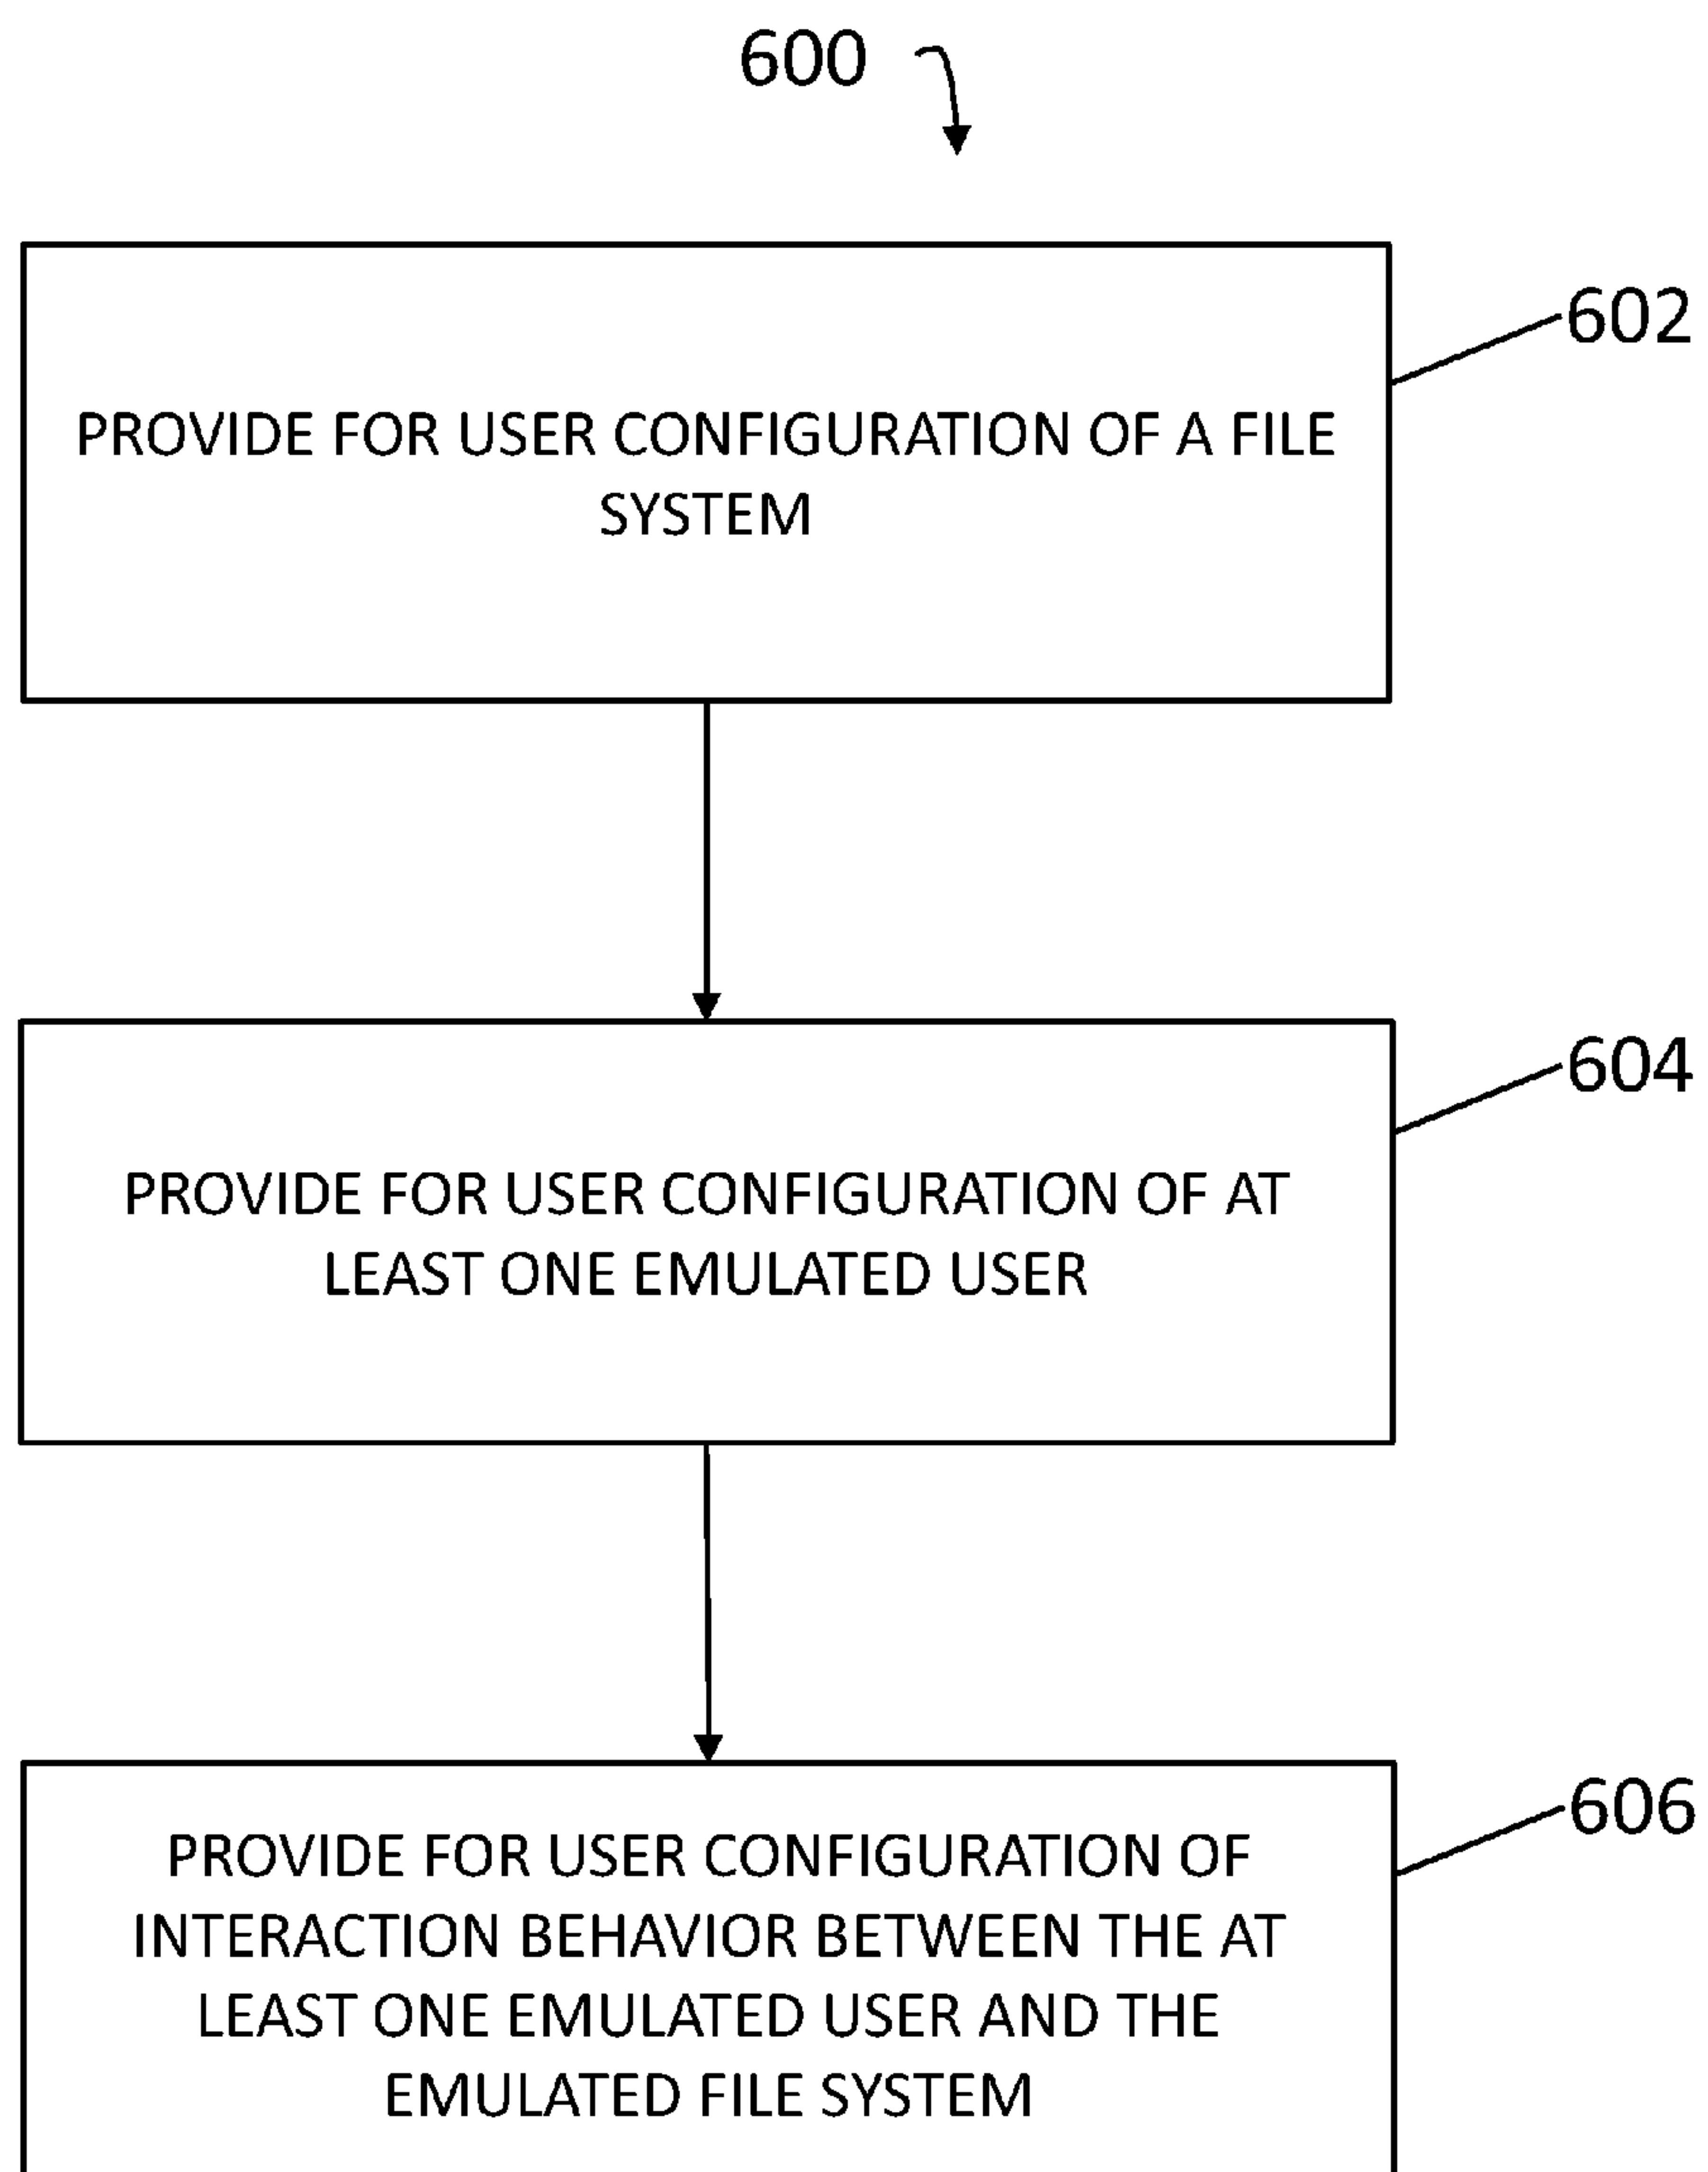 600
602
PROVIDE FOR USER CONFIGURATION OF A FILE
SYSTEM
604
PROVIDE FOR USER CONFIGURATION OF AT
LEAST ONE EMULATED USER
606
PROVIDE FOR USER CONFIGURATION OF
INTERACTION BEHAVIOR BETWEEN THE AT
LEAST ONE EMULATED USER AND THE
EMULATED FILE SYSTEM